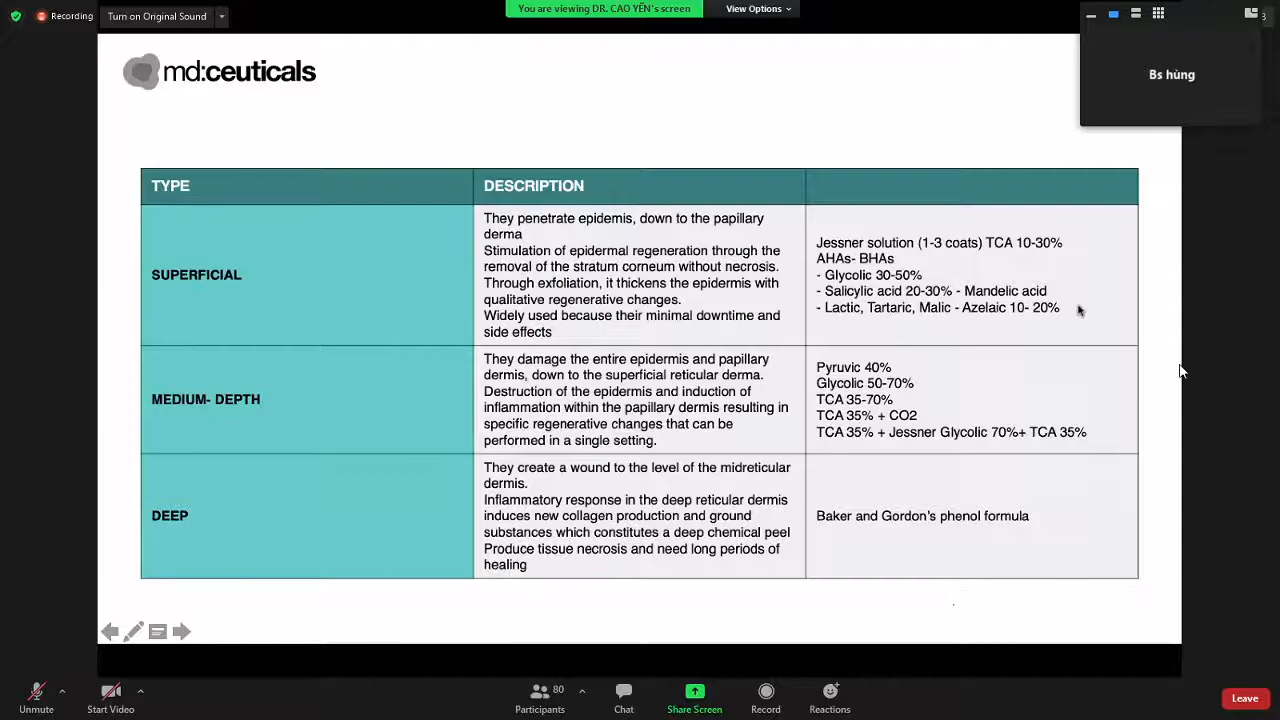 Recording
Turn on Original Sound
You are viewing DR. CAO YẾN's screen
View Options
Bs hùng
md:ceuticals
TYPE
DESCRIPTION
SUPERFICIAL
They penetrate epidemis, down to the papillary
derma
Stimulation of epidermal regeneration through the
removal of the stratum corneum without necrosis.
Through exfoliation, it thickens the epidermis with
qualitative regenerative changes.
Widely used because their minimal downtime and
side effects
Jessner solution (1-3 coats) TCA 10-30%
AHAs- BHAs
- Glycolic 30-50%
- Salicylic acid 20-30% - Mandelic acid
- Lactic, Tartaric, Malic - Azelaic 10- 20%
MEDIUM- DEPTH
They damage the entire epidermis and papillary
dermis, down to the superficial reticular derma.
Destruction of the epidermis and induction of
inflammation within the papillary dermis resulting in
specific regenerative changes that can be
performed in a single setting.
Pyruvic 40%
Glycolic 50-70%
TCA 35-70%
TCA 35% + CO2
TCA 35% + Jessner Glycolic 70%+ TCA 35%
DEEP
They create a wound to the level of the midreticular
dermis.
Inflammatory response in the deep reticular dermis
induces new collagen production and ground
substances which constitutes a deep chemical peel
Produce tissue necrosis and need long periods of
healing
Baker and Gordon's phenol formula
Unmute
Start Video
80
Participants
Chat
Share Screen
Record
Reactions
Leave